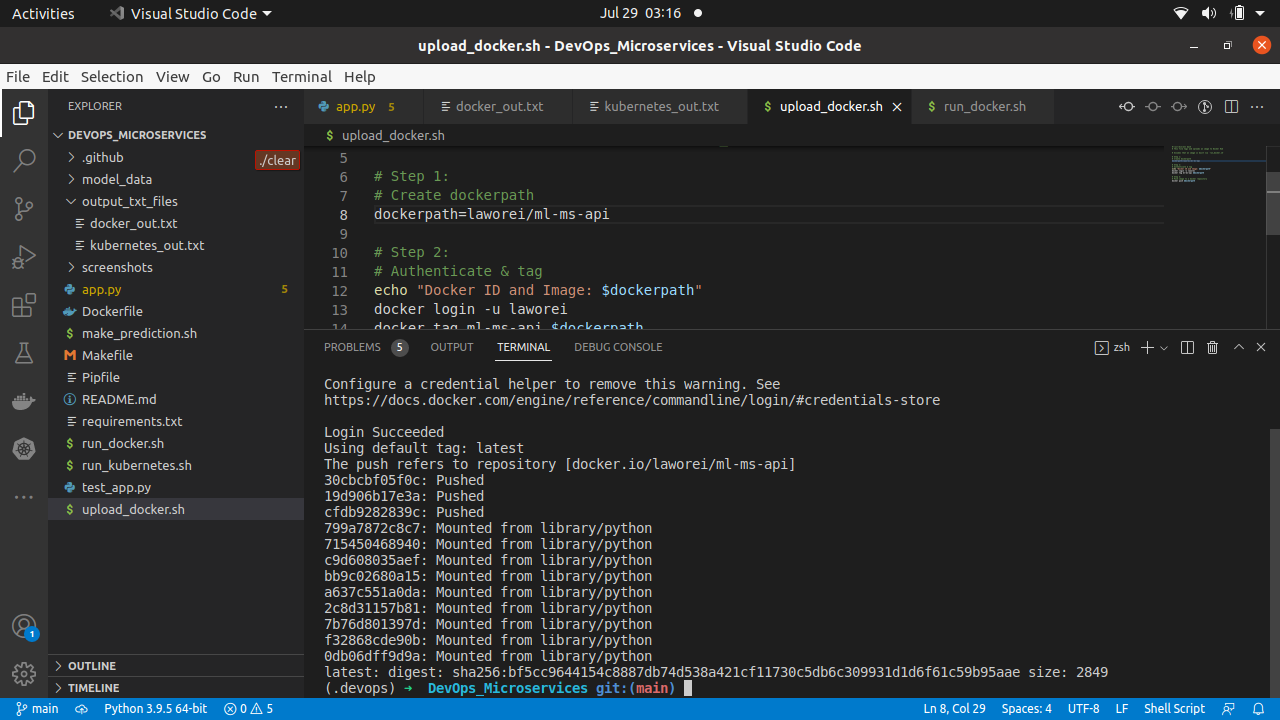 Activities
Visual Studio Code
Jul 29 03:16
upload_docker.sh - DevOps_Microservices - Visual Studio Code
File Edit Selection View Go Run Terminal Help
EXPLORER
DEVOPS_MICROSERVICES
.github
./clear
model_data
output_txt_files
docker_out.txt
kubernetes_out.txt
screenshots
app.py 5
Dockerfile
make_prediction.sh
Makefile
Pipfile
README.md
requirements.txt
run_docker.sh
run_kubernetes.sh
test_app.py
upload_docker.sh
OUTLINE
TIMELINE
app.py 5
docker_out.txt
kubernetes_out.txt
upload_docker.sh
run_docker.sh
upload_docker.sh
5
6 # Step 1:
7 # Create dockerpath
8 dockerpath=laworei/ml-ms-api
9
10 # Step 2:
11 # Authenticate & tag
12 echo "Docker ID and Image: $dockerpath"
13 docker login -u laworei
14 docker tag ml-ms-api $dockerpath
PROBLEMS 5 OUTPUT TERMINAL DEBUG CONSOLE
zsh
Configure a credential helper to remove this warning. See
https://docs.docker.com/engine/reference/commandline/login/#credentials-store
Login Succeeded
Using default tag: latest
The push refers to repository [docker.io/laworei/ml-ms-api]
30cbcbf05f0c: Pushed
19d906b17e3a: Pushed
cfdb9282839c: Pushed
799a7872c8c7: Mounted from library/python
715450468940: Mounted from library/python
c9d608035aef: Mounted from library/python
bb9c02680a15: Mounted from library/python
a637c551a0da: Mounted from library/python
2c8d31157b81: Mounted from library/python
7b76d801397d: Mounted from library/python
f32868cde90b: Mounted from library/python
0db06dff9d9a: Mounted from library/python
latest: digest: sha256:bf5cc9644154c8887db74d538a421cf11730c5db6c309931d1d6f61c59b95aae size: 2849
(.devops) ➜ DevOps_Microservices git:(main)
1
main
Python 3.9.5 64-bit
0 5
Ln 8, Col 29
Spaces: 4
UTF-8
LF
Shell Script